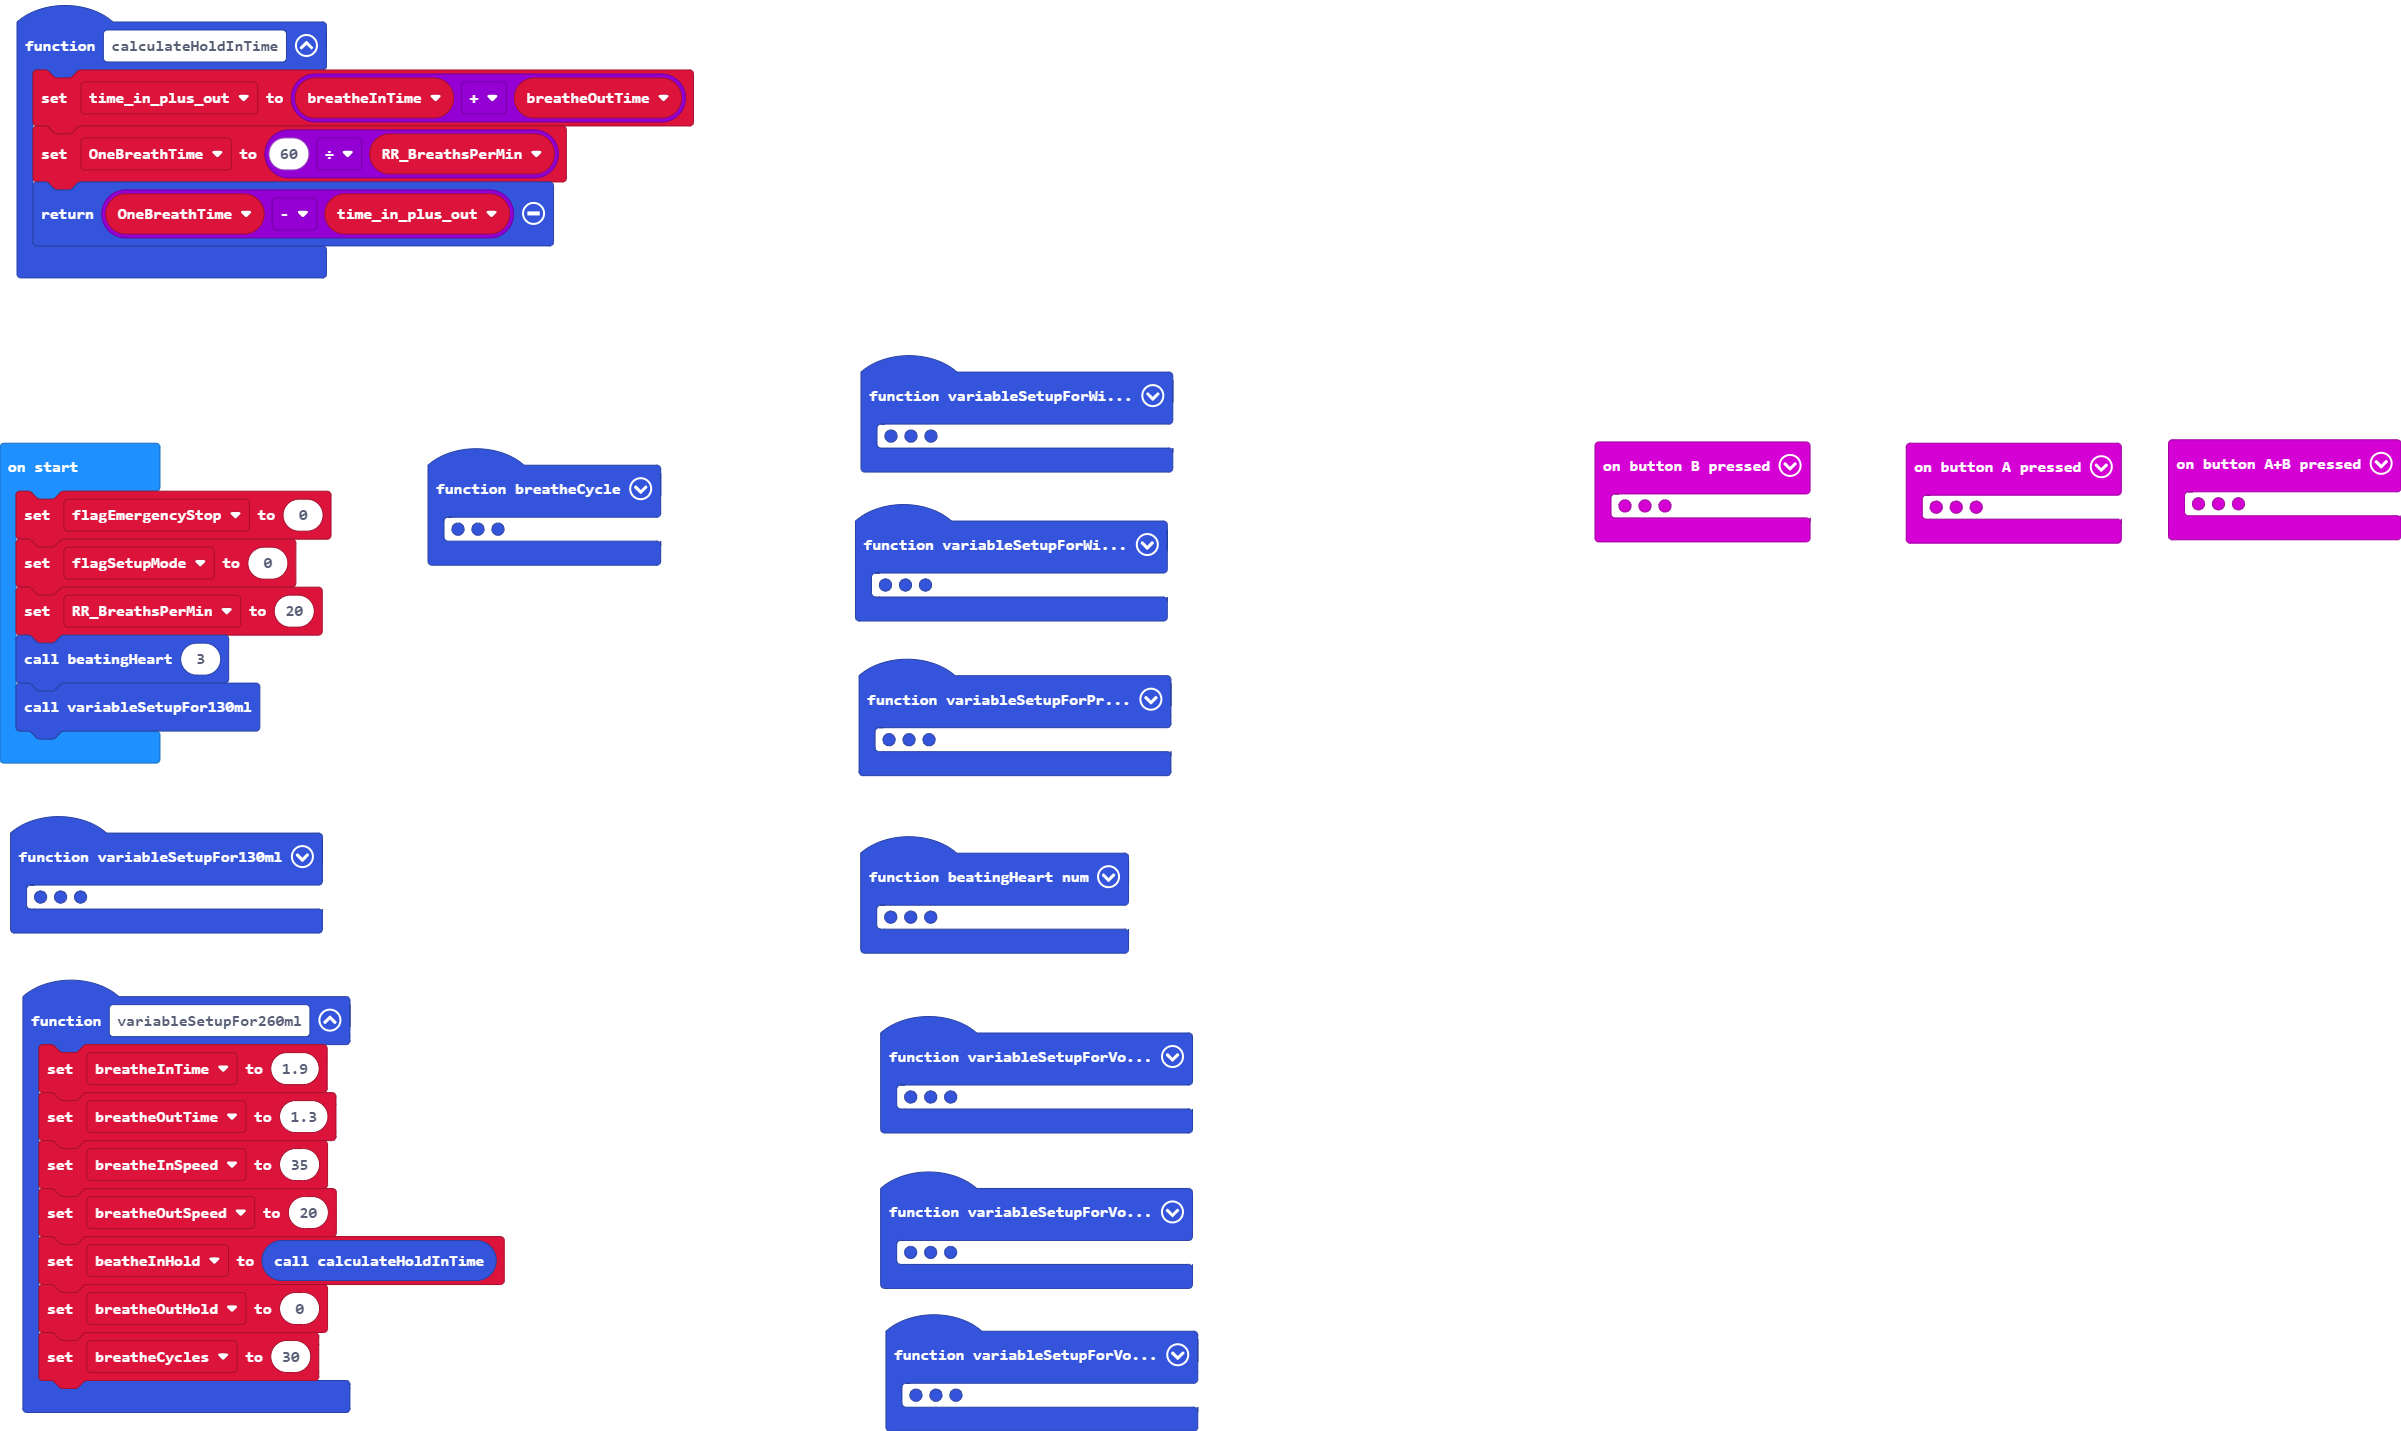 function calculateHoldInTime
set time_in_plus_out to breatheInTime + breatheOutTime
set OneBreathTime to 60 ÷ RR_BreathsPerMin
return OneBreathTime - time_in_plus_out
on start
set flagEmergencyStop to 0
set flagSetupMode to 0
set RR_BreathsPerMin to 20
call beatingHeart 3
call variableSetupFor130ml
function variableSetupFor130ml
function variableSetupFor260ml
set breatheInTime to 1.9
set breatheOutTime to 1.3
set breatheInSpeed to 35
set breatheOutSpeed to 20
set beatheInHold to call calculateHoldInTime
set breatheOutHold to 0
set breatheCycles to 30
function breatheCycle
function variableSetupForWi...
function variableSetupForWi...
function variableSetupForPr...
function beatingHeart num
function variableSetupForVo...
function variableSetupForVo...
function variableSetupForVo...
on button B pressed
on button A pressed
on button A+B pressed